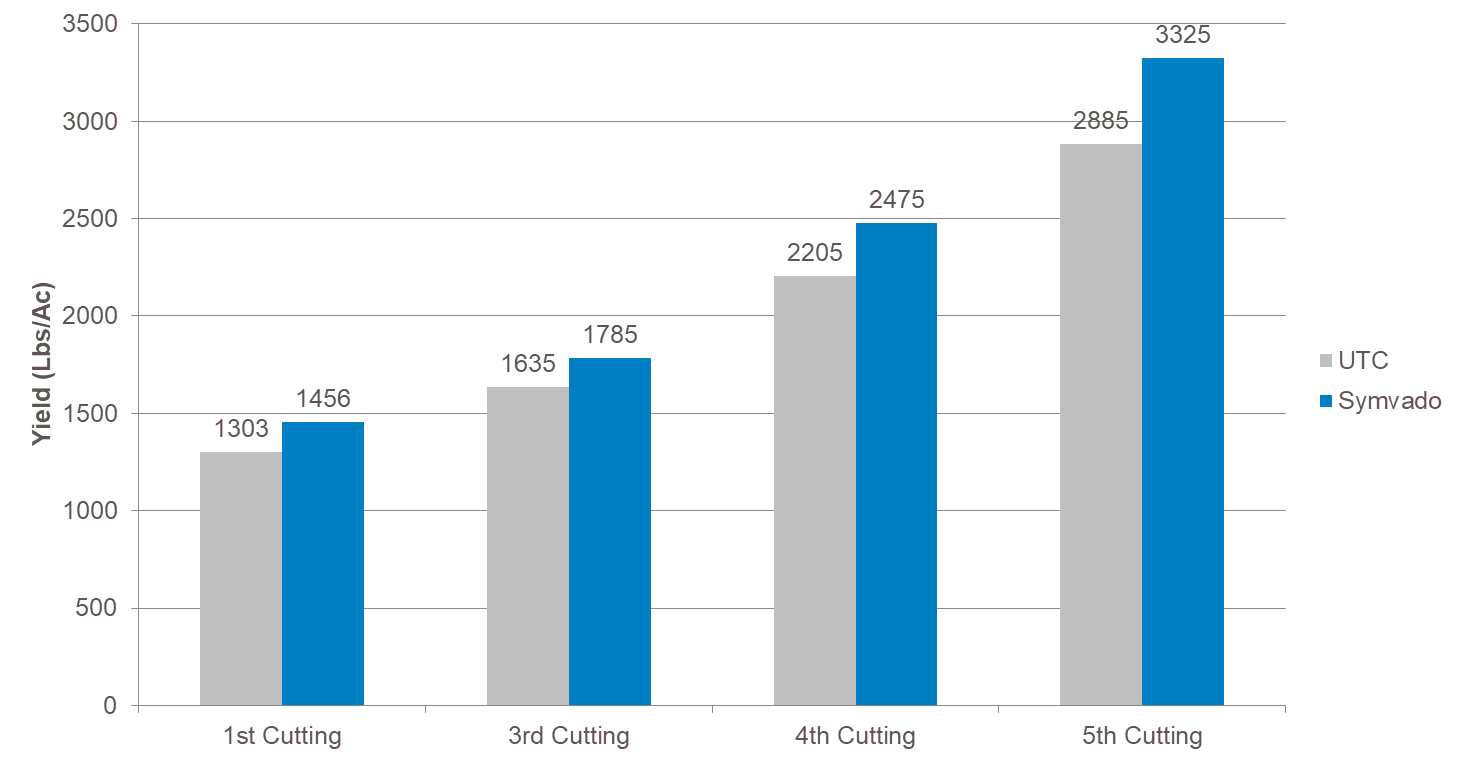 3500
3000
2500
2000
1500
1000
500
0
Yield (Lbs/Ac)
1303
1456
1635
1785
2205
2475
2885
3325
1st Cutting
3rd Cutting
4th Cutting
5th Cutting
UTC
Symvado